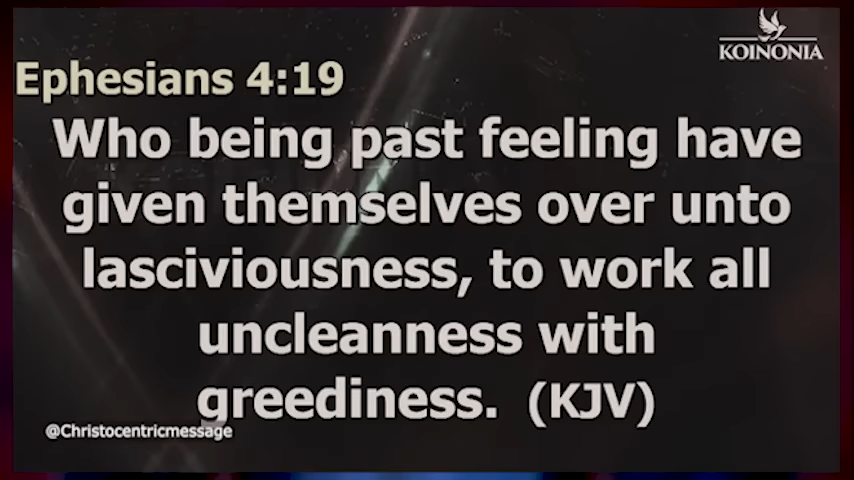 KOINONIA
Ephesians 4:19
Who being past feeling have
given themselves over unto
lasciviousness, to work all
uncleanness with
greediness. (KJV)
@Christocentricmessage